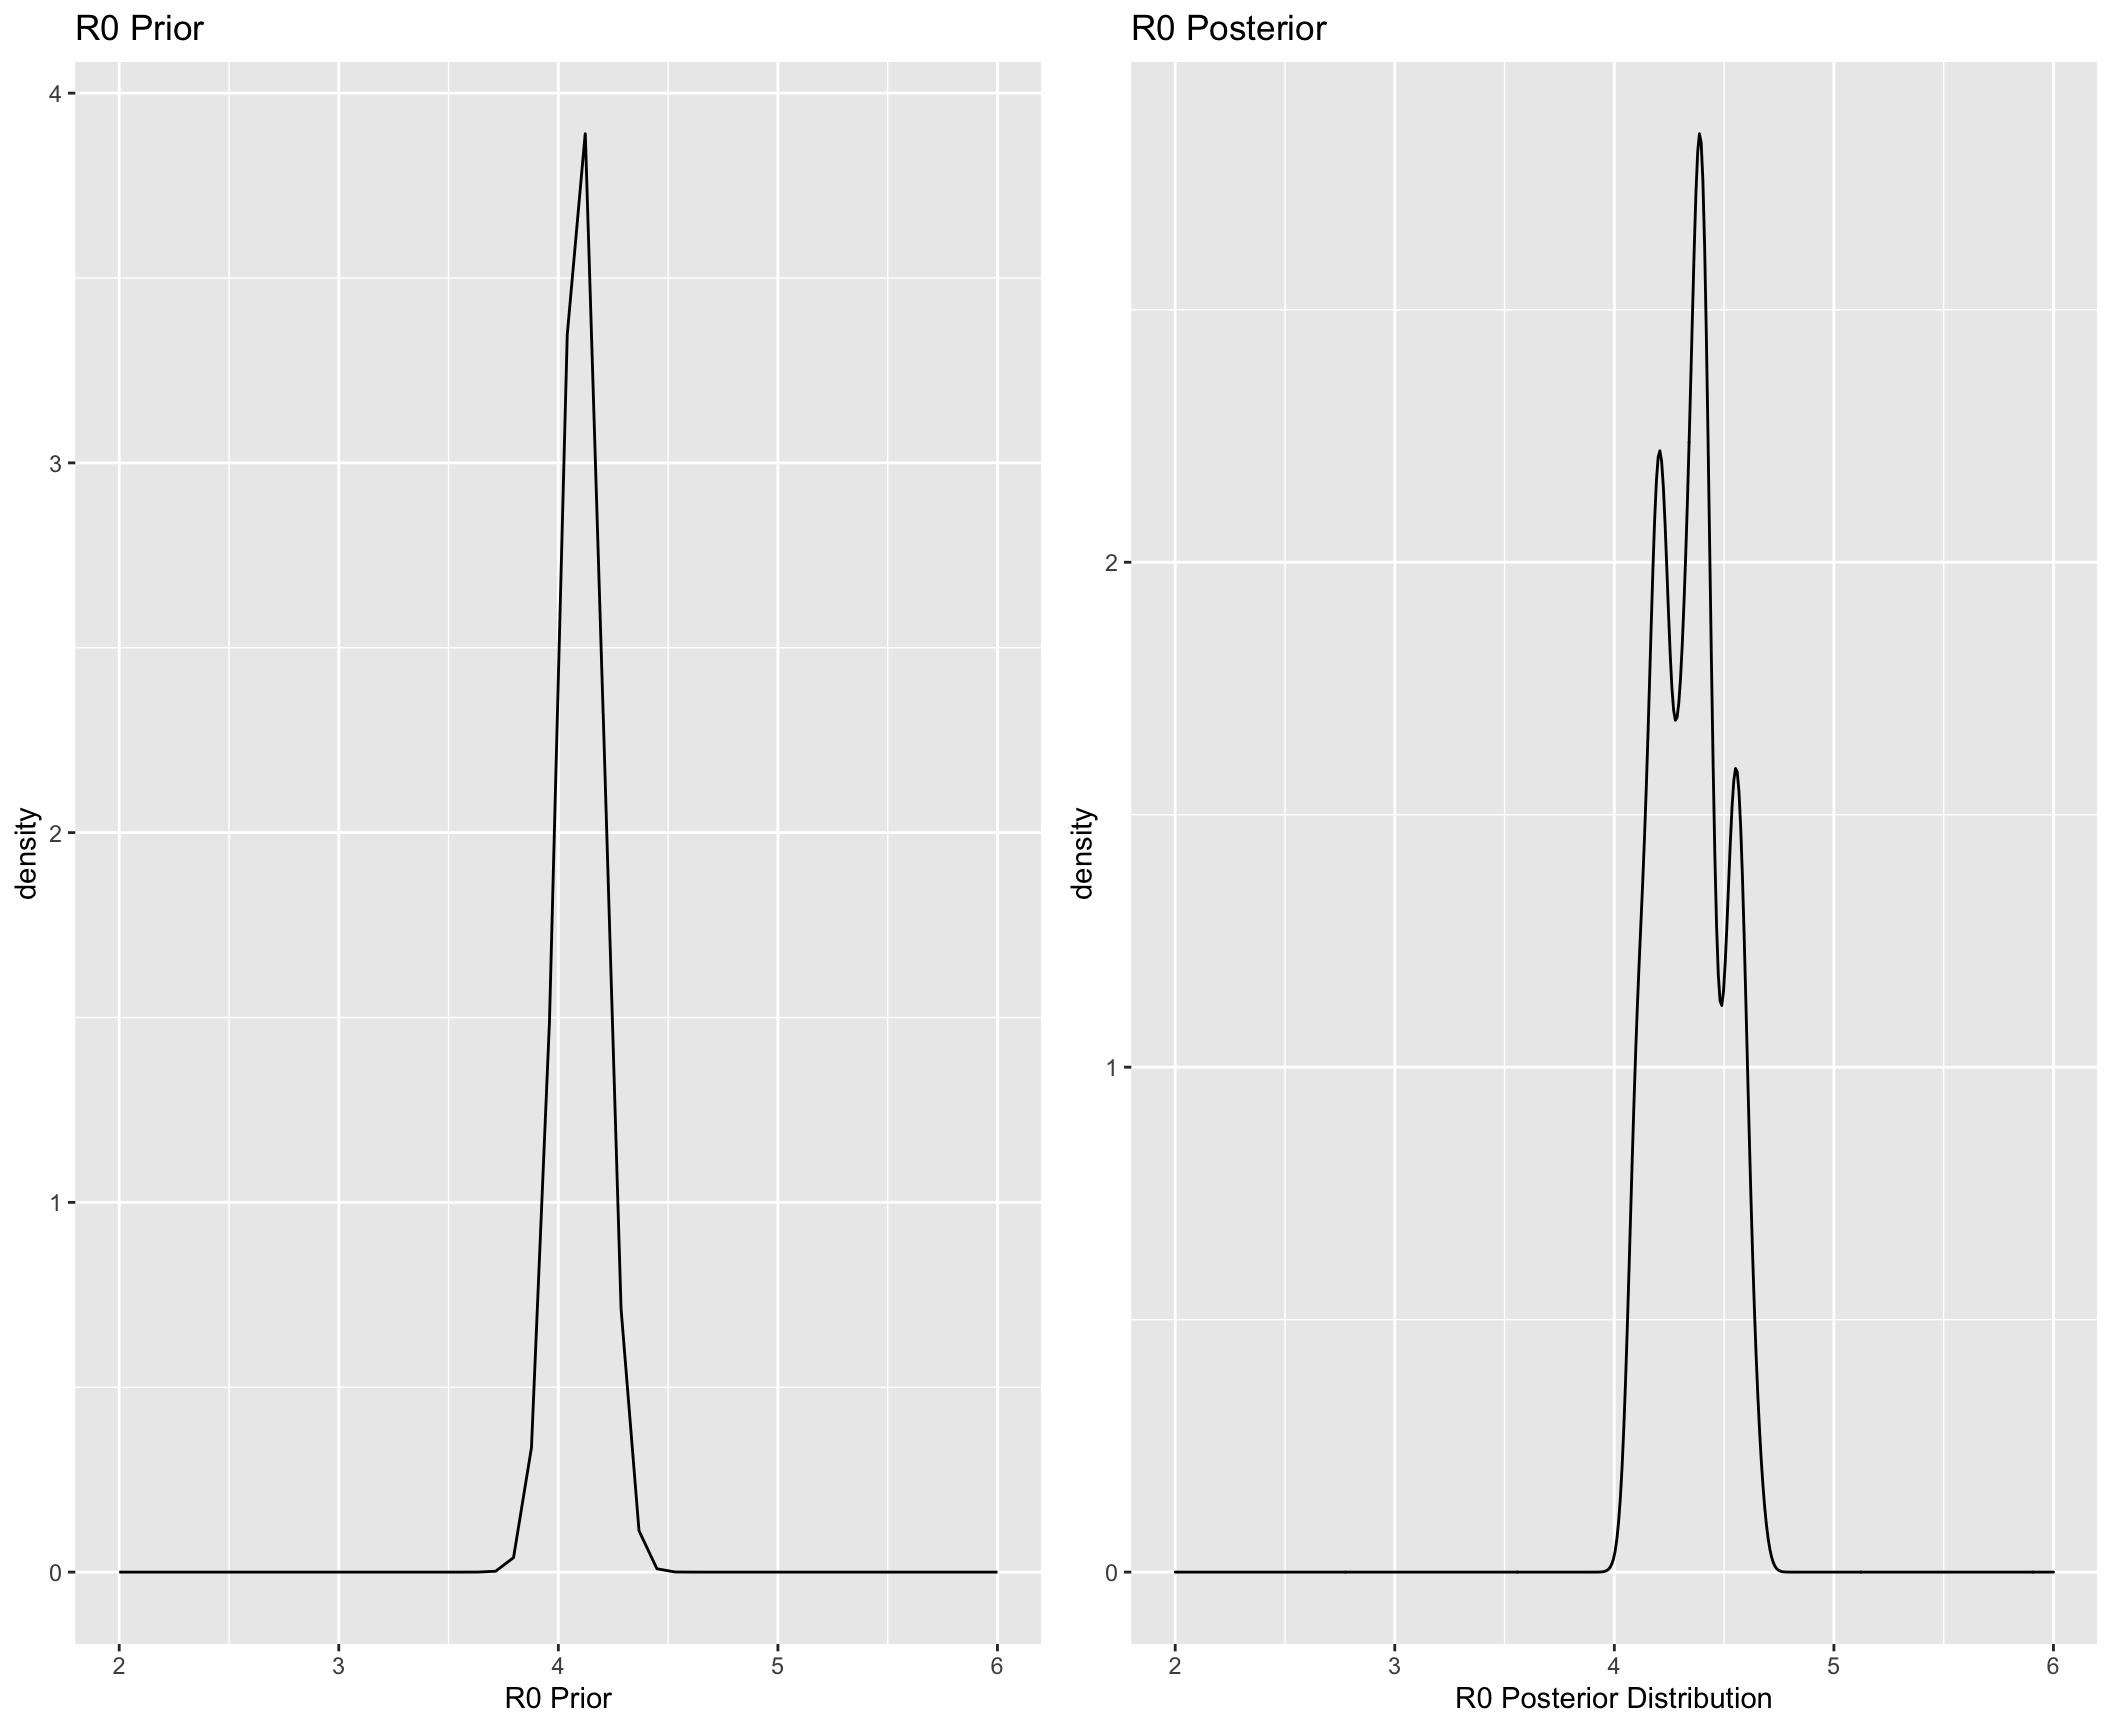 R0 Prior
4
3
2
1
0
density
2 3 4 5 6
R0 Prior
R0 Posterior
2
1
0
density
2 3 4 5 6
R0 Posterior Distribution